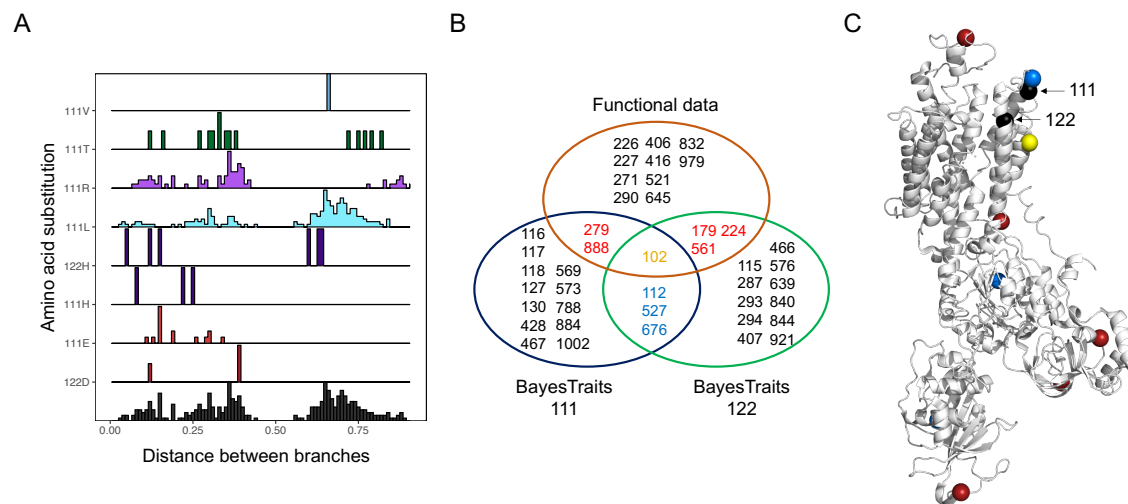 A
111V
111T
111R
111L
122H
111H
111E
122D
Amino acid substitution
0.00 0.25 0.50 0.75
Distance between branches
B
Functional data
226 406 832
227 416 979
271 521
290 645
116
117
118 569
127 573
130 788
428 884
467 1002
279
888
102
179 224
561
112
527
676
466
115 576
287 639
293 840
294 844
407 921
BayesTraits
111
BayesTraits
122
C
111
122